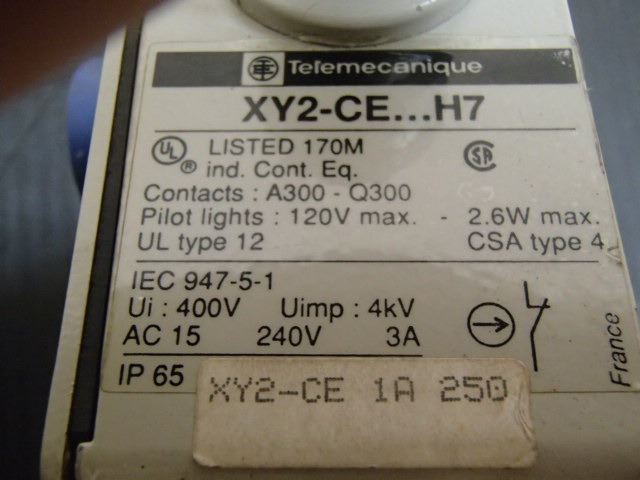 Telemecanique
XY2-CE...H7
UL ® LISTED 170M
ind. Cont. Eq.
Contacts : A300 - Q300
Pilot lights : 120V max. - 2.6W max.
UL type 12 CSA type 4
IEC 947-5-1
Ui : 400V Uimp : 4kV
AC 15 240V 3A
IP 65
XY2-CE 1A 250
France